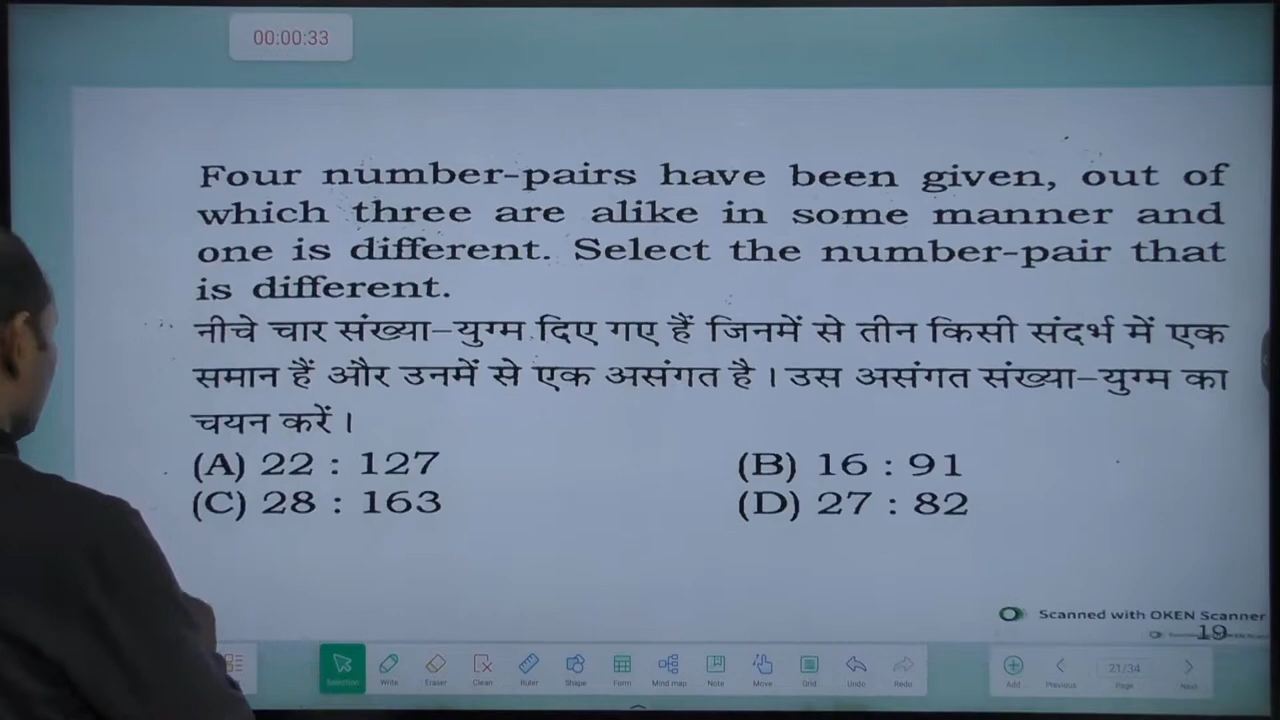 00:00:33
Four number-pairs have been given, out of
which three are alike in some manner and
one is different. Select the number-pair that
is different.
नीचे चार संख्या-युग्म दिए गए हैं जिनमें से तीन किसी संदर्भ में एक
समान हैं और उनमें से एक असंगत है। उस असंगत संख्या-युग्म का
चयन करें।
(A) 22 : 127 (B) 16 : 91
(C) 28 : 163 (D) 27 : 82
Scanned with OKEN Scanner
19
Selection Write Eraser Clean Ruler Shape Form Mind map Note Move Grid Undo Redo Add Previous 21/34 Page Next